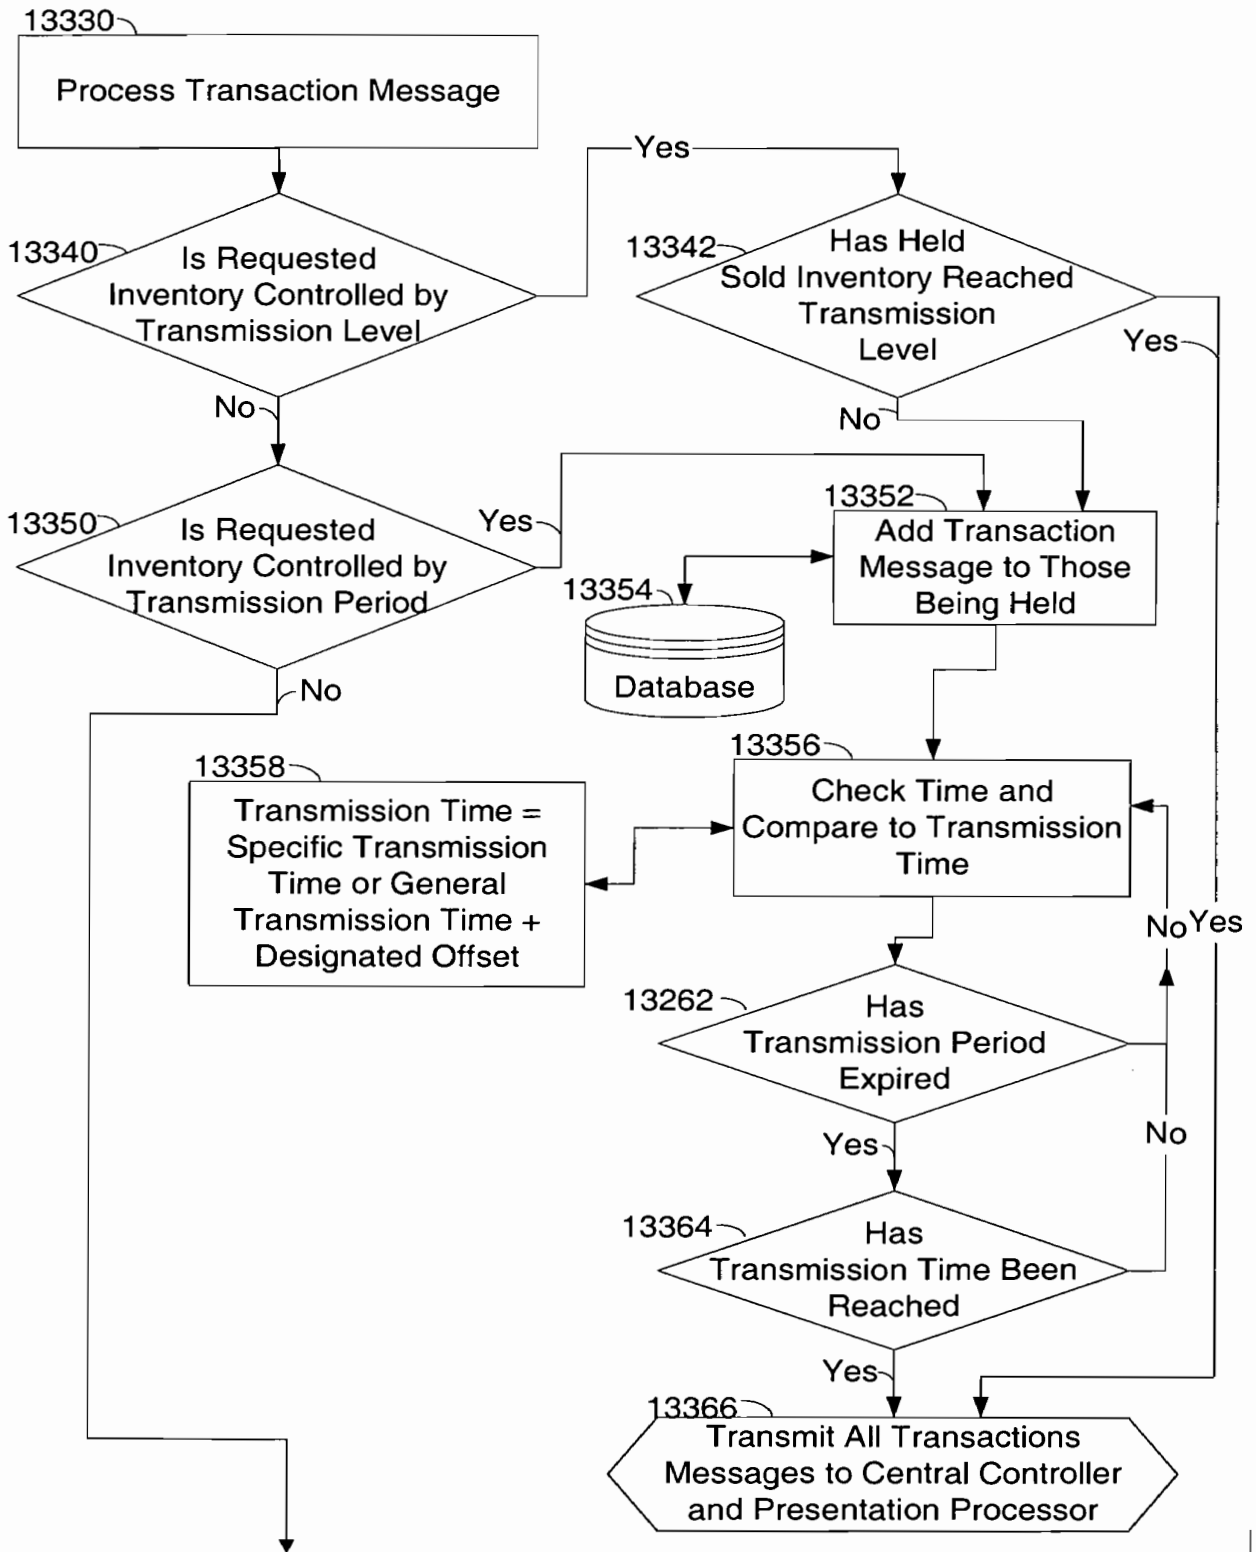 13330
Process Transaction Message
Yes
13340
Is Requested
Inventory Controlled by
Transmission Level
13342
Has Held
Sold Inventory Reached
Transmission
Level
Yes
No
No
13350
Is Requested
Inventory Controlled by
Transmission Period
Yes
13352
Add Transaction
Message to Those
Being Held
13354
Database
No
13356
Check Time and
Compare to Transmission
Time
13358
Transmission Time =
Specific Transmission
Time or General
Transmission Time +
Designated Offset
No
Yes
13262
Has
Transmission Period
Expired
Yes
No
13364
Has
Transmission Time Been
Reached
Yes
13366
Transmit All Transactions
Messages to Central Controller
and Presentation Processor